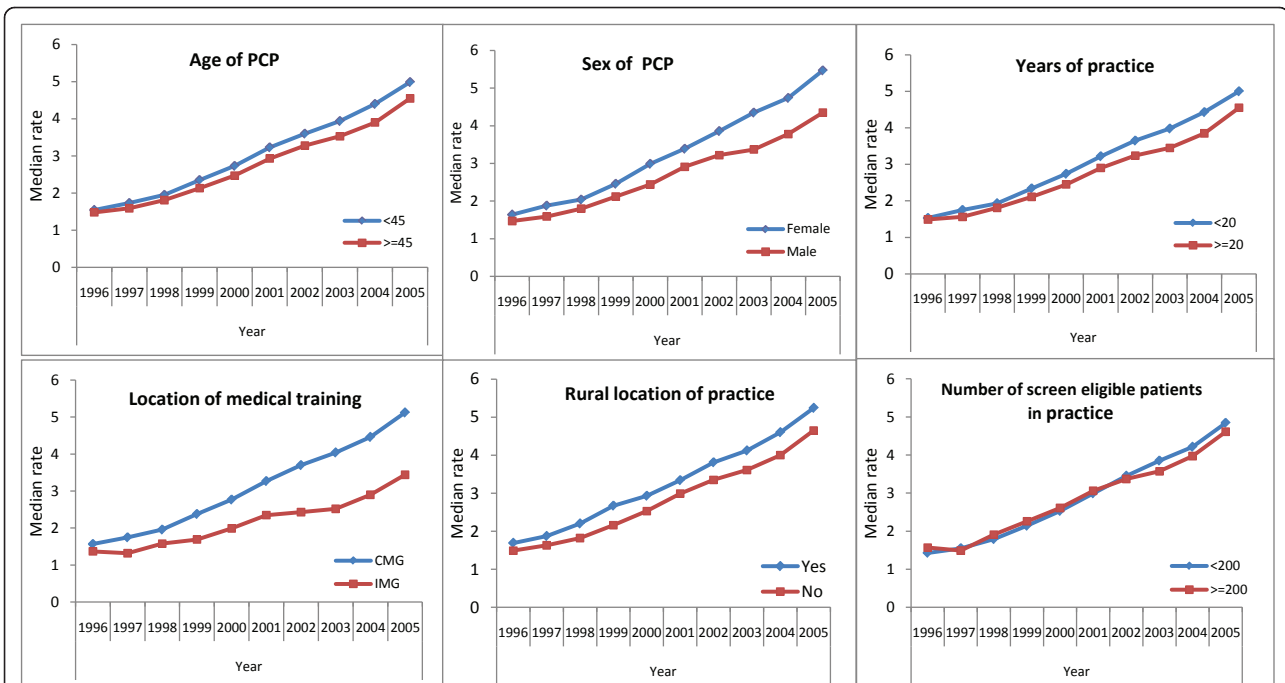 Age of PCP
6
5
4
3
2
1
0
Median rate
<45
>=45
1996 1997 1998 1999 2000 2001 2002 2003 2004 2005
Year
Sex of PCP
6
5
4
3
2
1
0
Median rate
Female
Male
1996 1997 1998 1999 2000 2001 2002 2003 2004 2005
Year
Years of practice
6
5
4
3
2
1
0
Median rate
<20
>=20
1996 1997 1998 1999 2000 2001 2002 2003 2004 2005
Year
Location of medical training
6
5
4
3
2
1
0
Median rate
CMG
IMG
1996 1997 1998 1999 2000 2001 2002 2003 2004 2005
Year
Rural location of practice
6
5
4
3
2
1
0
Median rate
Yes
No
1996 1997 1998 1999 2000 2001 2002 2003 2004 2005
Year
Number of screen eligible patients
in practice
6
5
4
3
2
1
0
Median rate
<200
>=200
1996 1997 1998 1999 2000 2001 2002 2003 2004 2005
Year